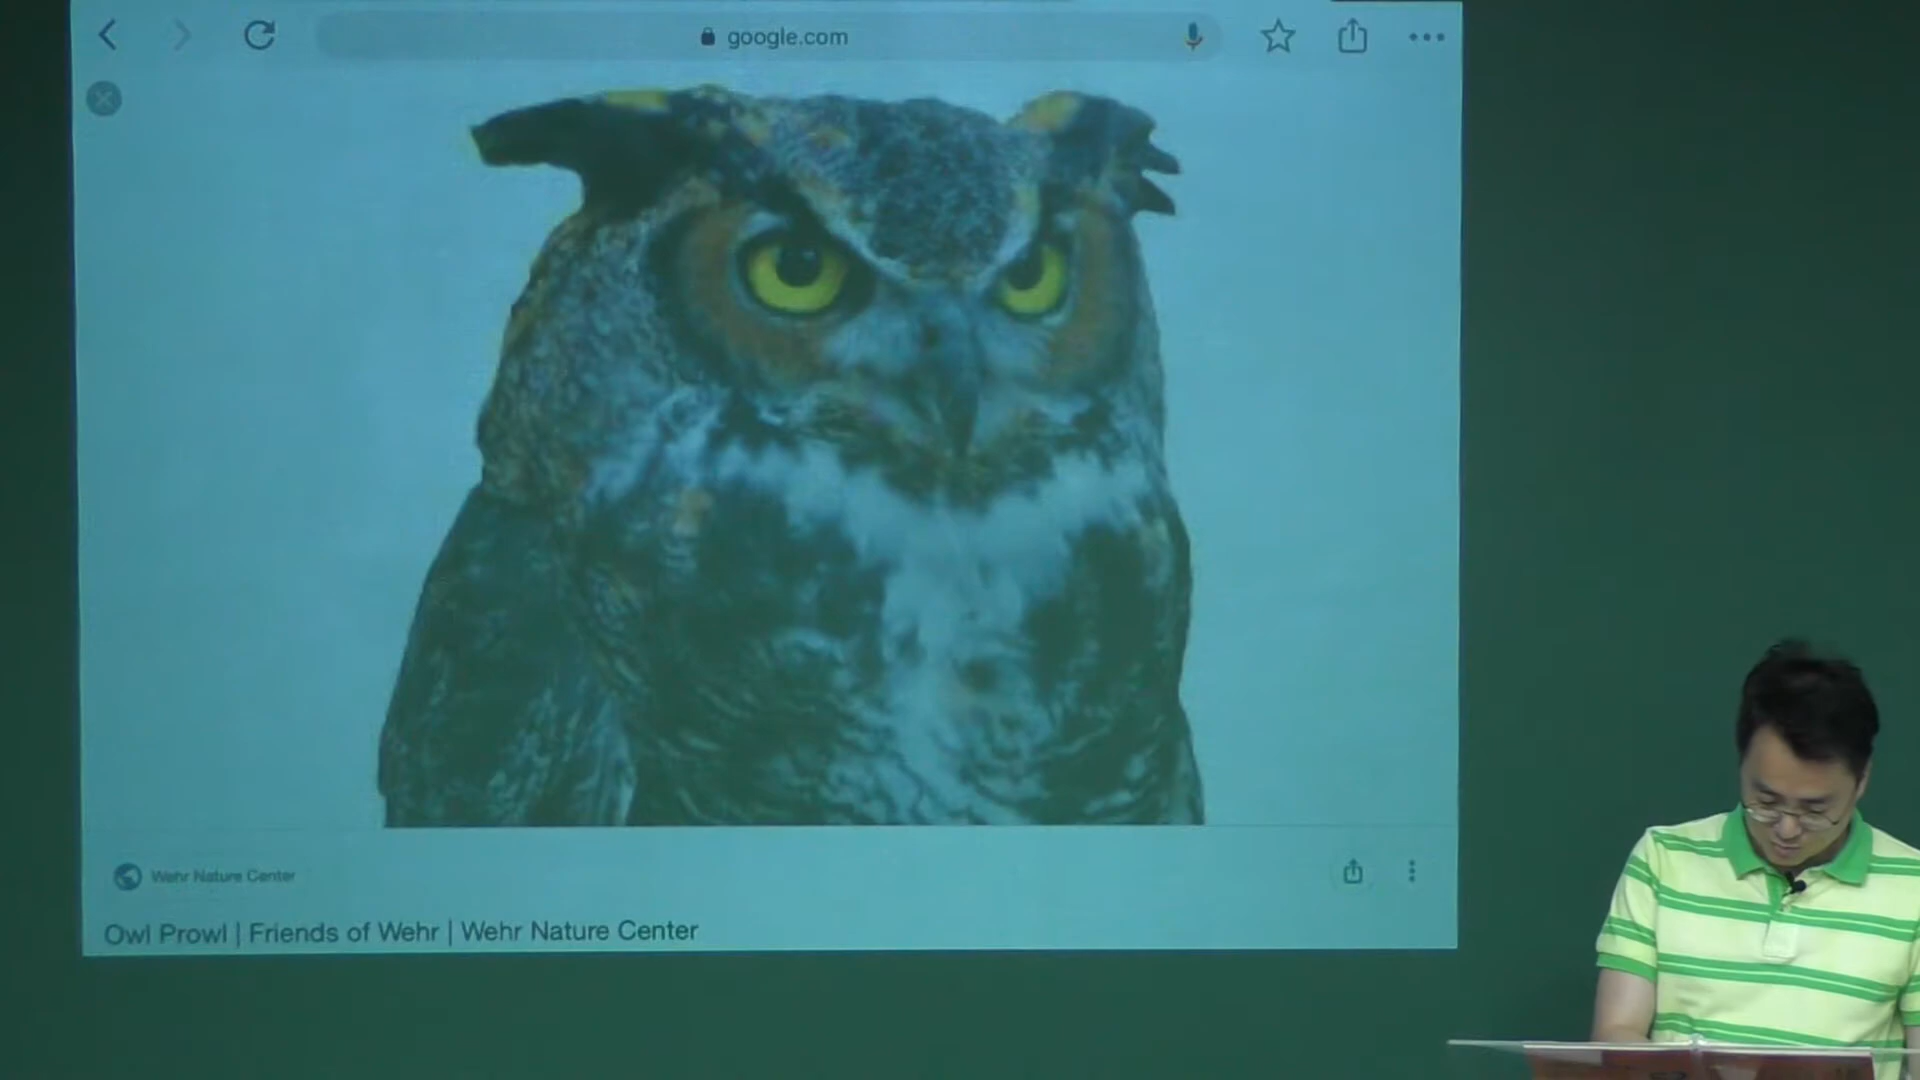 google.com
Wehr Nature Center
Owl Prowl | Friends of Wehr | Wehr Nature Center